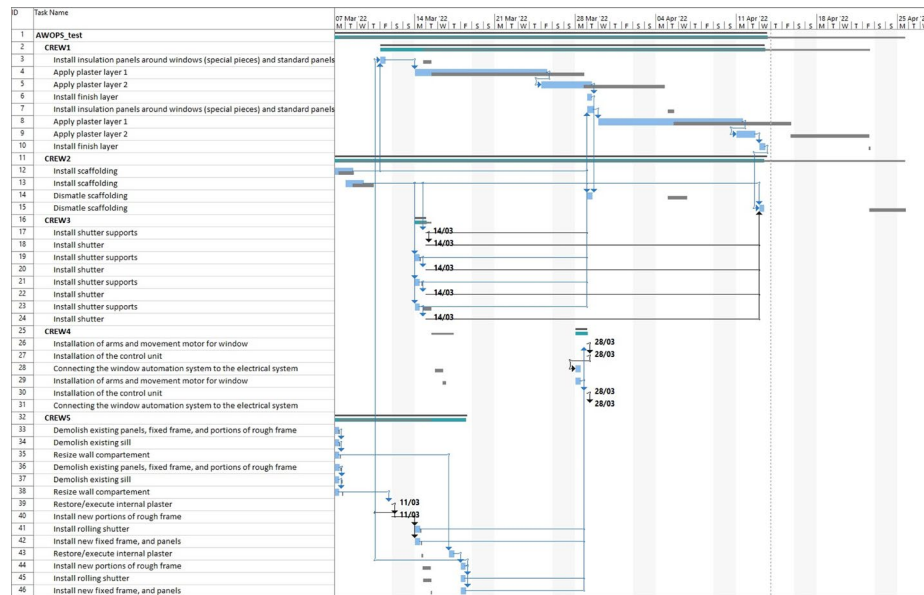 ID Task Name 07 Mar '22 14 Mar '22 21 Mar '22 28 Mar '22 04 Apr '22 11 Apr '22 18 Apr '22 25 Apr
M T W T F S S M T W T F S S M T W T F S S M T W T F S S M T W T F S S M T W T F S S M T W T F S S M T
1 AWOPS_test
2 CREW1
3 Install insulation panels around windows (special pieces) and standard panels
4 Apply plaster layer 1
5 Apply plaster layer 2
6 Install finish layer
7 Install insulation panels around windows (special pieces) and standard panels
8 Apply plaster layer 1
9 Apply plaster layer 2
10 Install finish layer
11 CREW2
12 Install scaffolding
13 Install scaffolding
14 Dismatle scaffolding
15 Dismatle scaffolding
16 CREW3
17 Install shutter supports 14/03
18 Install shutter 14/03
19 Install shutter supports
20 Install shutter 14/03
21 Install shutter supports
22 Install shutter 14/03
23 Install shutter supports
24 Install shutter 14/03
25 CREW4
26 Installation of arms and movement motor for window 28/03
27 Installation of the control unit 28/03
28 Connecting the window automation system to the electrical system
29 Installation of arms and movement motor for window
30 Installation of the control unit 28/03
31 Connecting the window automation system to the electrical system 28/03
32 CREW5
33 Demolish existing panels, fixed frame, and portions of rough frame
34 Demolish existing sill
35 Resize wall compartement
36 Demolish existing panels, fixed frame, and portions of rough frame
37 Demolish existing sill
38 Resize wall compartement
39 Restore/execute internal plaster 11/03
40 Install new portions of rough frame 11/03
41 Install rolling shutter
42 Install new fixed frame, and panels
43 Restore/execute internal plaster
44 Install new portions of rough frame
45 Install rolling shutter
46 Install new fixed frame, and panels